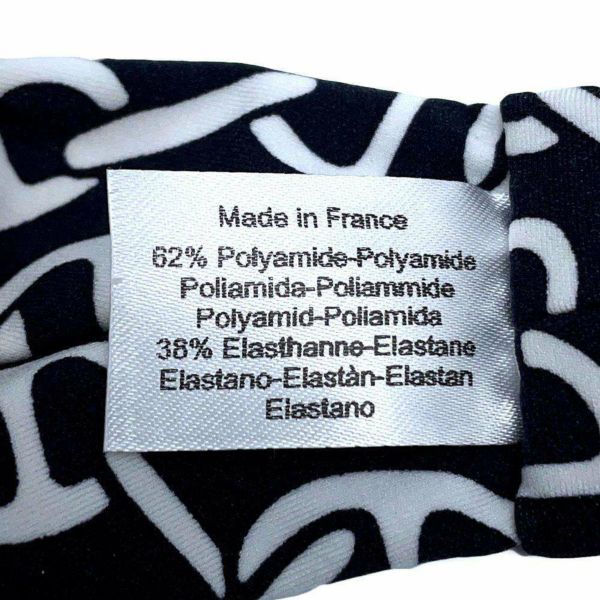 Made in France
62% Polyamide-Polyamide
Poliamida-Poliammide
Polyamid-Poliamida
38% Elasthanne-Elastane
Elastano-Elastàn-Elastan
Elastano